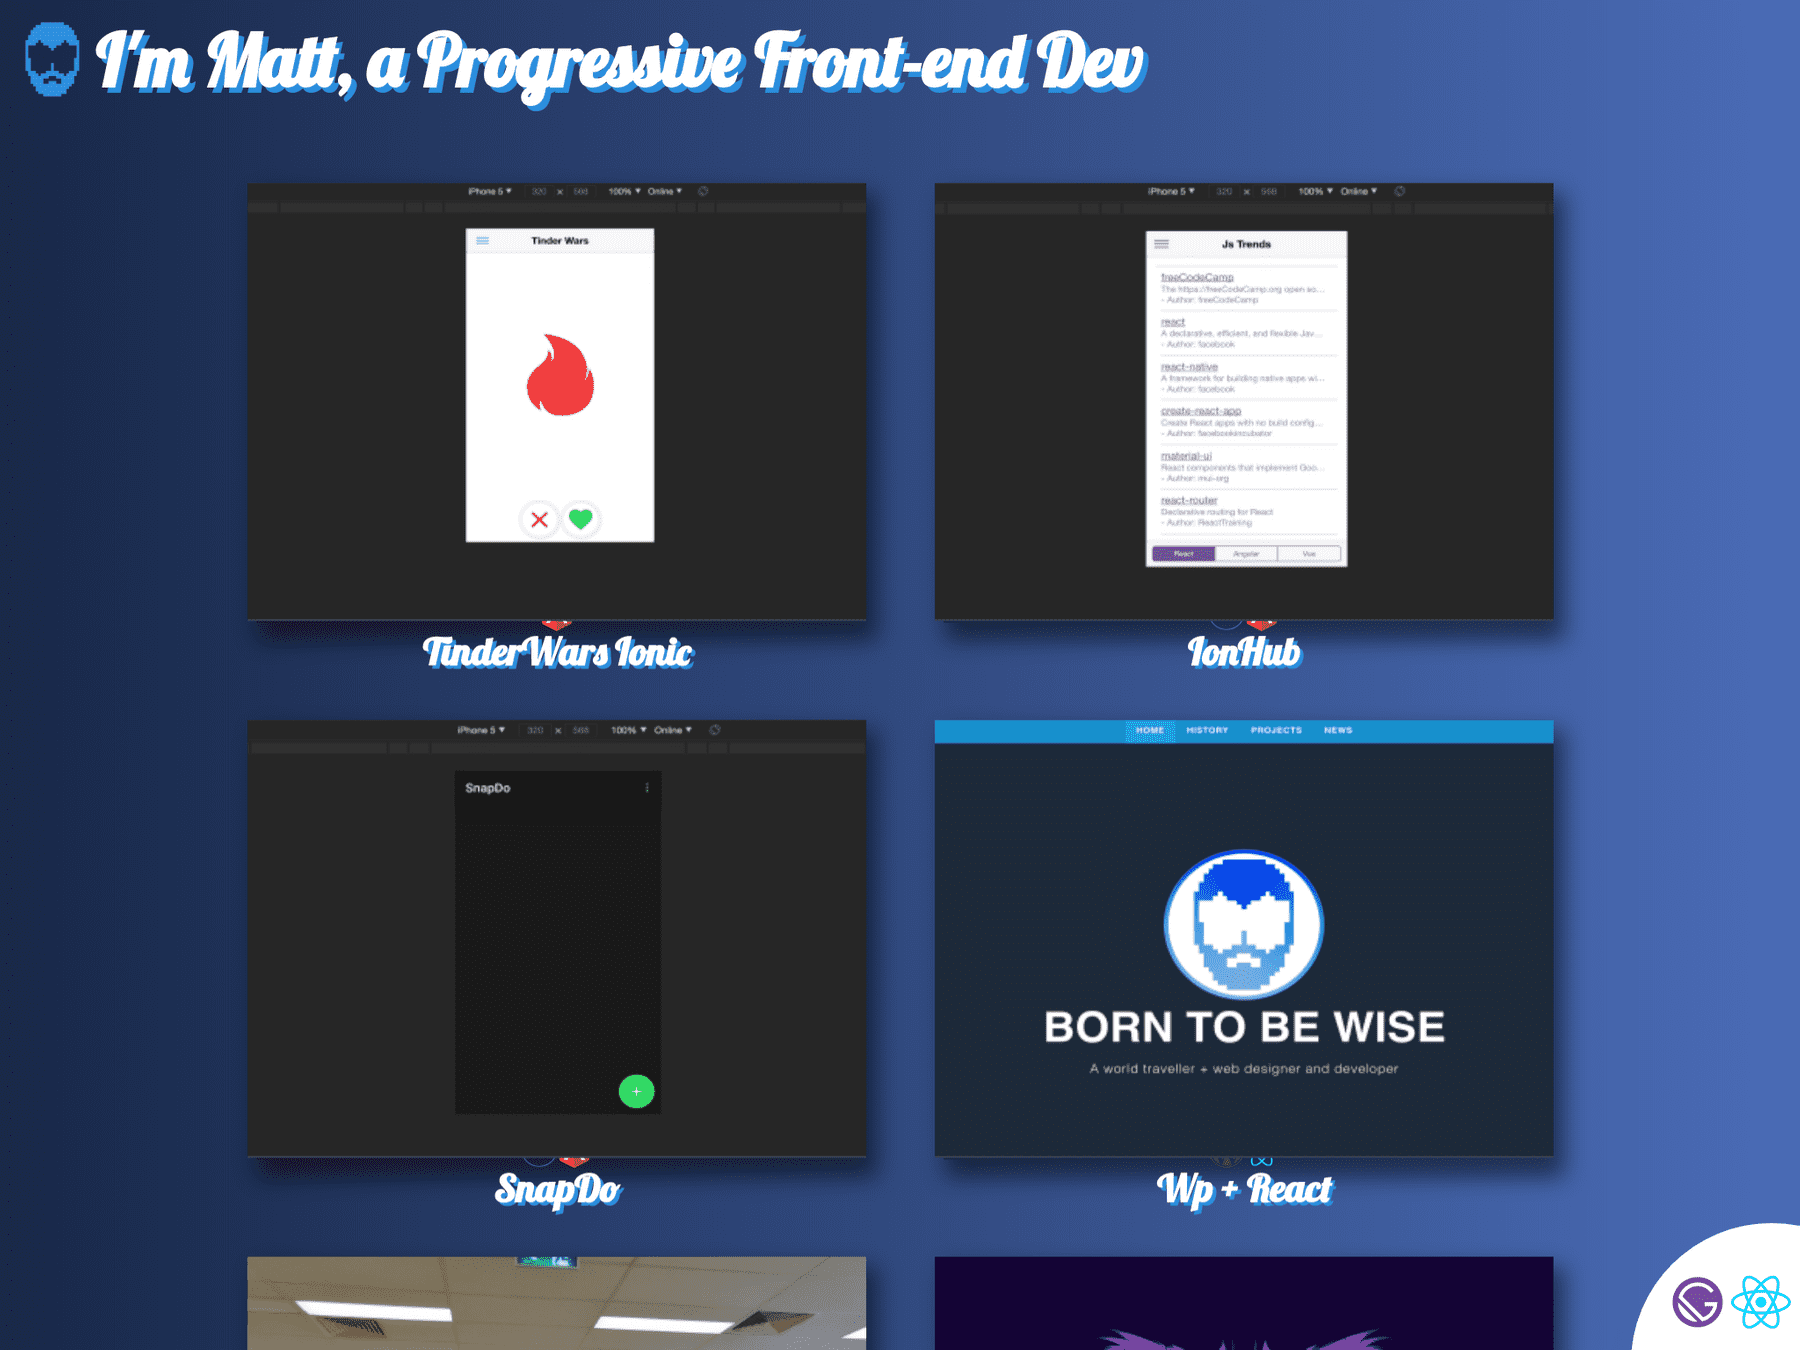 I'm Matt, a Progressive Front-end Dev
iPhone 5 ▼ 320 × 568 100% ▼ Online ▼
Tinder Wars
TinderWars Ionic
iPhone 5 ▼ 320 × 568 100% ▼ Online ▼
Js Trends
freeCodeCamp
The https://freeCodeCamp.org open so...
- Author: freeCodeCamp
react
A declarative, efficient, and flexible Jav...
- Author: facebook
react-native
A framework for building native apps wi...
- Author: facebook
create-react-app
Create React apps with no build config...
- Author: facebookincubator
material-ui
React components that implement Goo...
- Author: mui-org
react-router
Declarative routing for React
- Author: ReactTraining
React Angular Vue
IonHub
iPhone 5 ▼ 320 × 568 100% ▼ Online ▼
SnapDo
SnapDo
HOME HISTORY PROJECTS NEWS
BORN TO BE WISE
A world traveller + web designer and developer
Wp + React